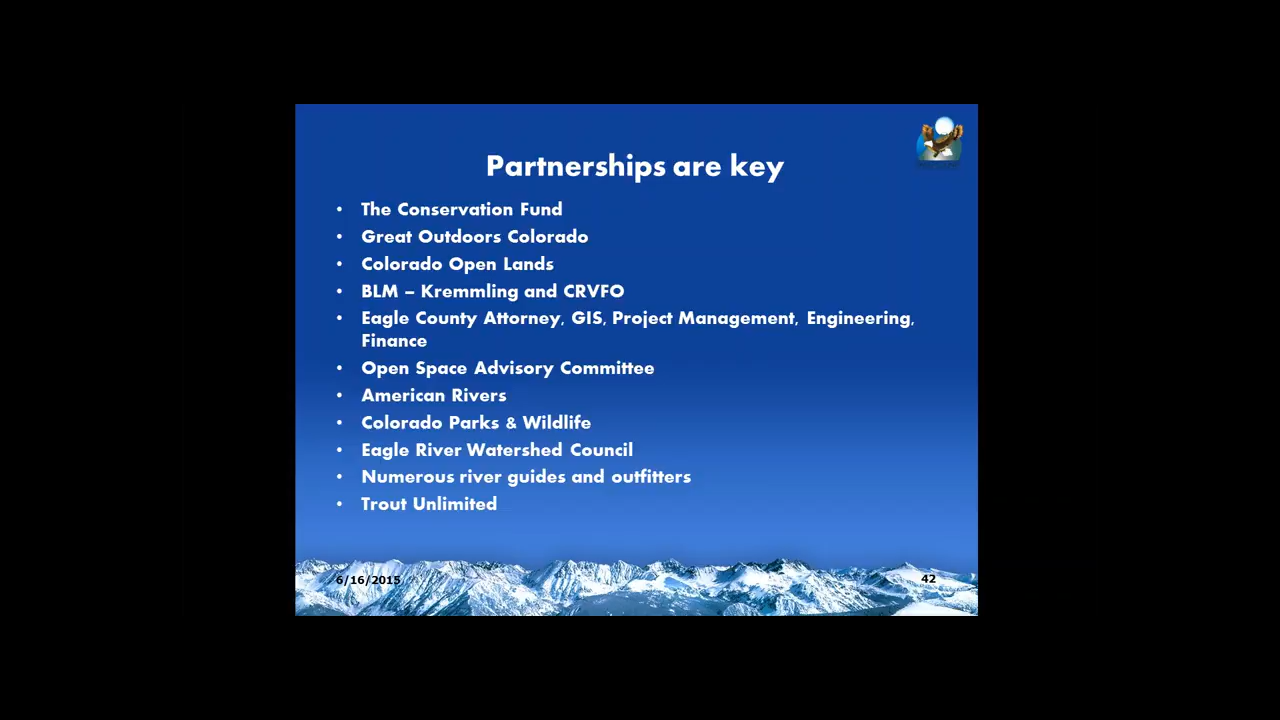 Partnerships are key
• The Conservation Fund
• Great Outdoors Colorado
• Colorado Open Lands
• BLM – Kremmling and CRVFO
• Eagle County Attorney, GIS, Project Management, Engineering,
Finance
• Open Space Advisory Committee
• American Rivers
• Colorado Parks & Wildlife
• Eagle River Watershed Council
• Numerous river guides and outfitters
• Trout Unlimited
6/16/2015
42